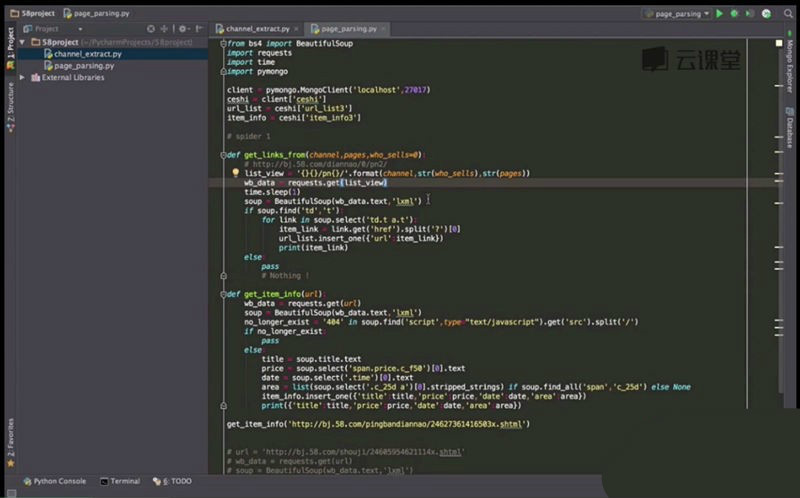 58project
page_parsing.py
page_parsing
Project
channel_extract.py
page_parsing.py
58project ~/PycharmProjects/58project
channel_extract.py
page_parsing.py
External Libraries
1: Project
7: Structure
2: Favorites
Mongo Explorer
Database
云课堂
from bs4 import BeautifulSoup
import requests
import time
import pymongo
client = pymongo.MongoClient('localhost',27017)
ceshi = client['ceshi']
url_list = ceshi['url_list3']
item_info = ceshi['item_info3']
# spider 1
def get_links_from(channel,pages,who_sells=0):
# http://bj.58.com/diannao/0/pn2/
list_view = '{}{}/pn{}/'.format(channel,str(who_sells),str(pages))
wb_data = requests.get(list_view)
time.sleep(1)
soup = BeautifulSoup(wb_data.text,'lxml')
if soup.find('td','t'):
for link in soup.select('td.t a.t'):
item_link = link.get('href').split('?')[0]
url_list.insert_one({'url':item_link})
print(item_link)
else:
pass
# Nothing !
def get_item_info(url):
wb_data = requests.get(url)
soup = BeautifulSoup(wb_data.text,'lxml')
no_longer_exist = '404' in soup.find('script',type="text/javascript").get('src').split('/')
if no_longer_exist:
pass
else:
title = soup.title.text
price = soup.select('span.price.c_f50')[0].text
date = soup.select('.time')[0].text
area = list(soup.select('.c_25d a')[0].stripped_strings) if soup.find_all('span','c_25d') else None
item_info.insert_one({'title':title,'price':price,'date':date,'area':area})
print({'title':title,'price':price,'date':date,'area':area})
get_item_info('http://bj.58.com/pingbandiannao/24627361416503x.shtml')
# url = 'http://bj.58.com/shouji/24605954621114x.shtml'
# wb_data = requests.get(url)
# soup = BeautifulSoup(wb_data.text,'lxml')
Python Console
Terminal
6: TODO